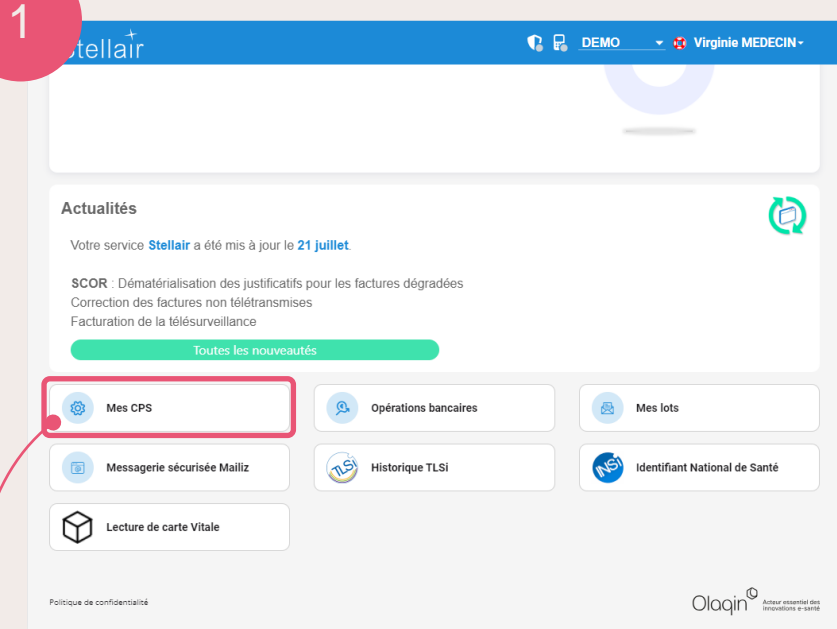 1
Stellair
DEMO
Virginie MEDECIN
Actualités
Votre service Stellair a été mis à jour le 21 juillet.
SCOR : Dématérialisation des justificatifs pour les factures dégradées
Correction des factures non télétransmises
Facturation de la télésurveillance
Toutes les nouveautés
Mes CPS
Opérations bancaires
Mes lots
Messagerie sécurisée Mailiz
TLSi
Historique TLSi
INSi
Identifiant National de Santé
Lecture de carte Vitale
Politique de confidentialité
Olaqin
Acteur essentiel des
innovations e-santé